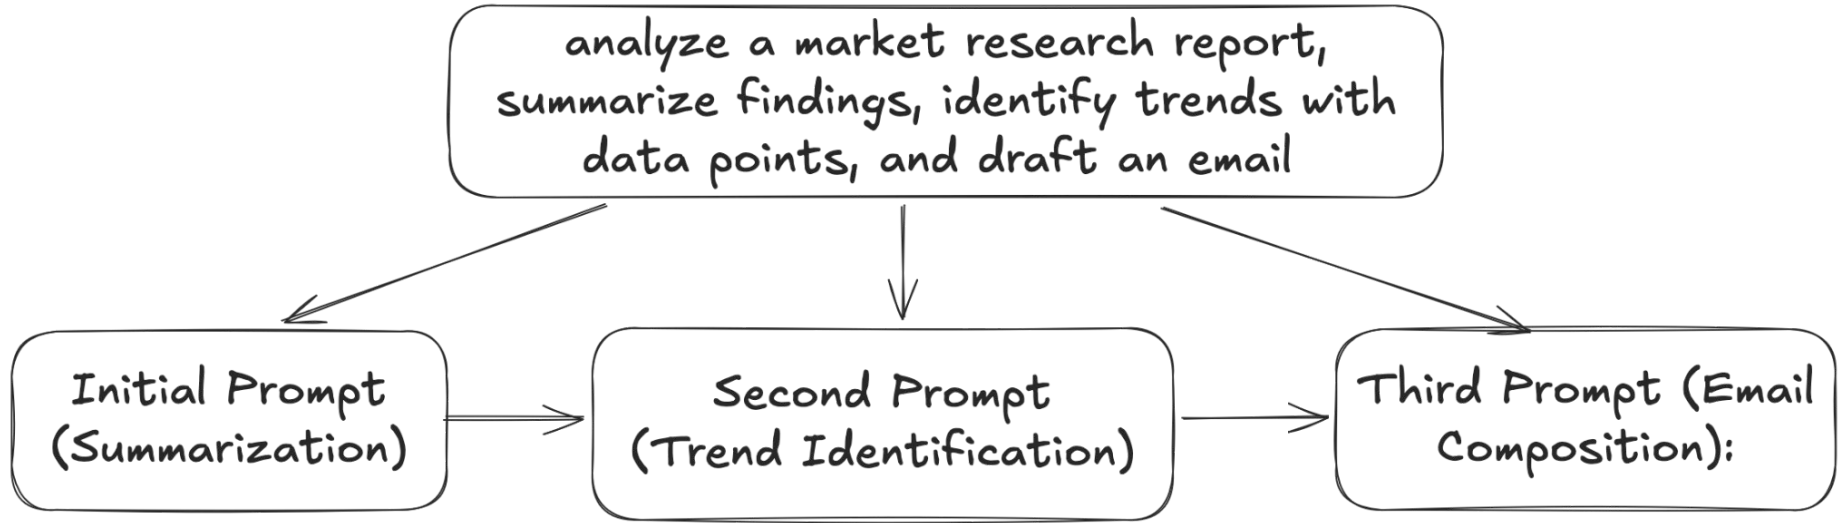 analyze a market research report,
summarize findings, identify trends with
data points, and draft an email
Initial Prompt
(Summarization)
Second Prompt
(Trend Identification)
Third Prompt (Email
Composition):